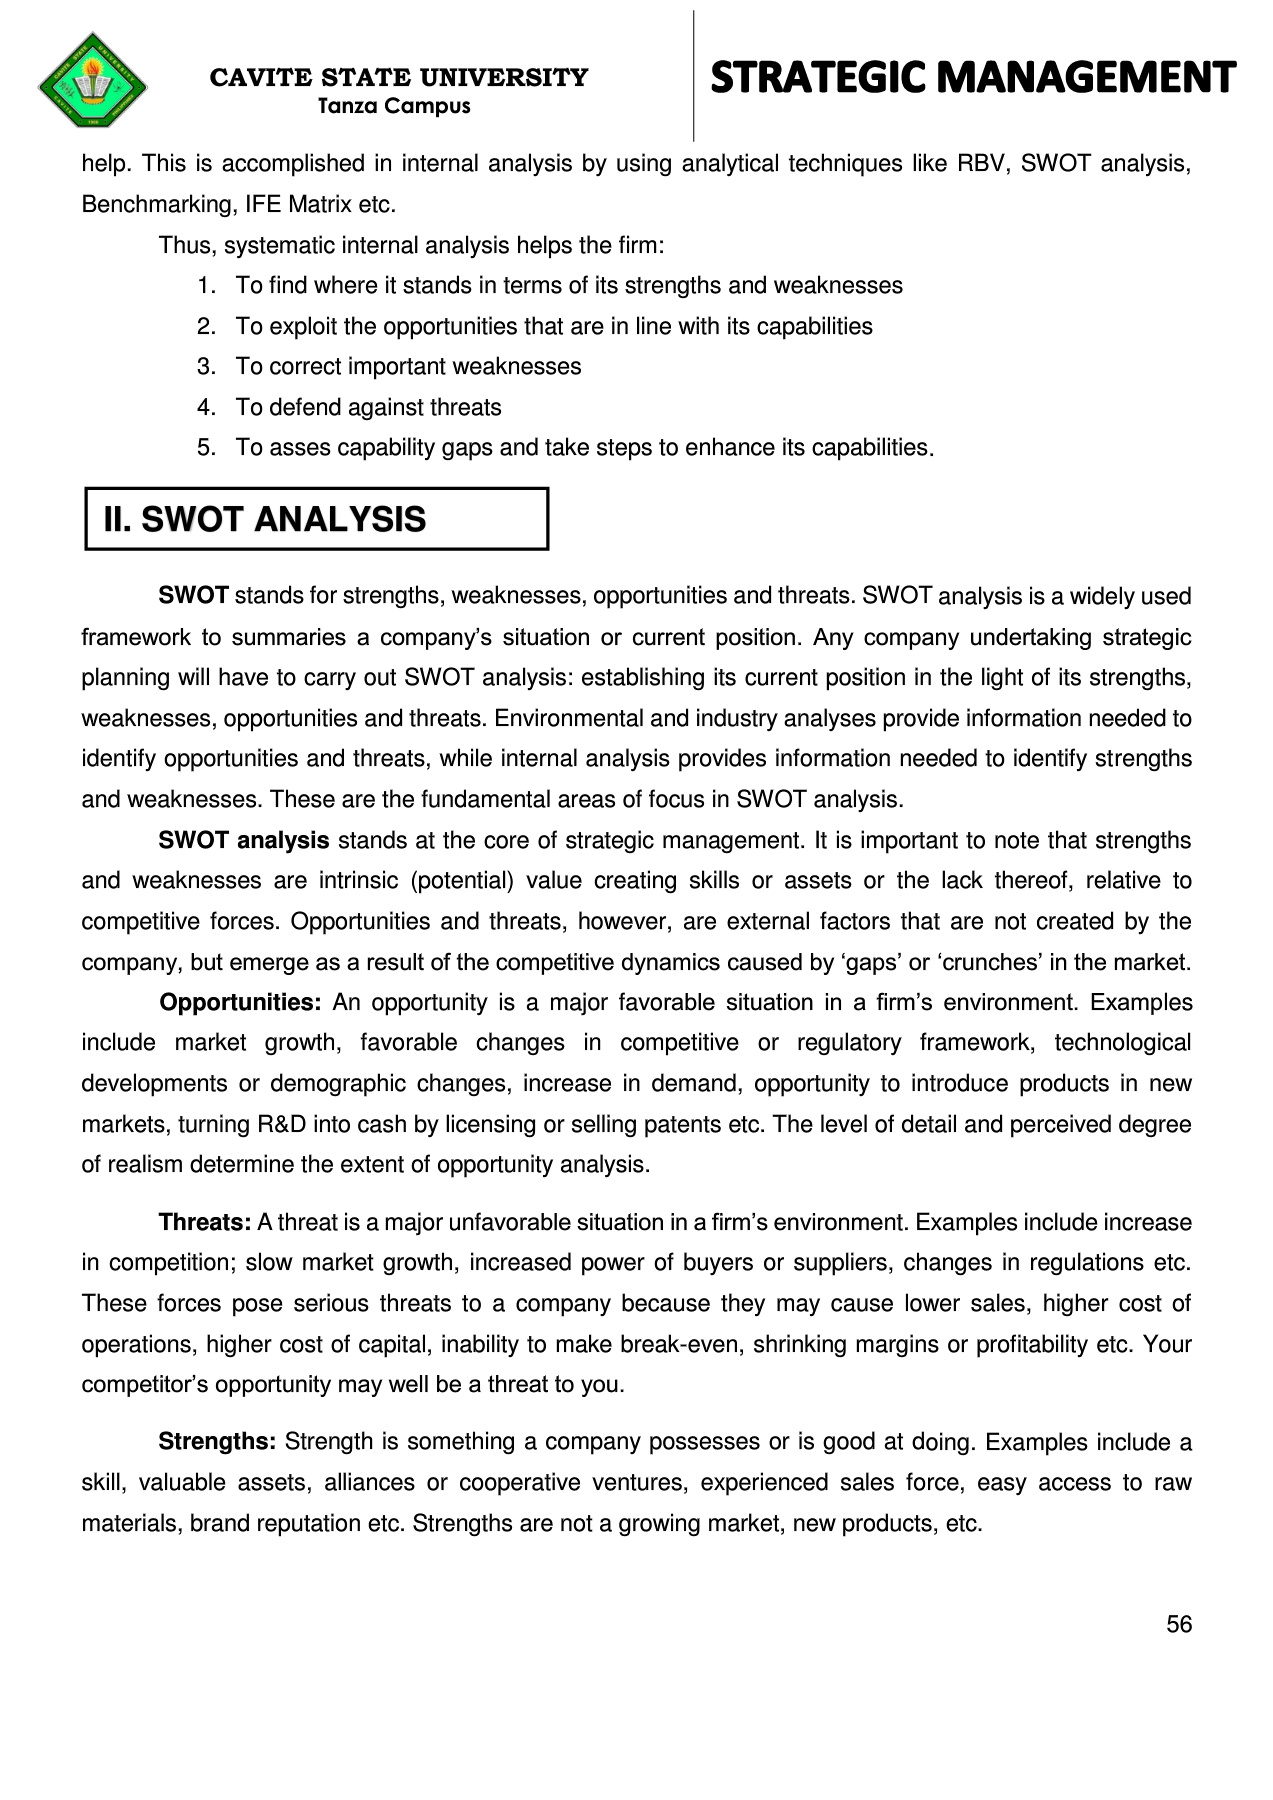 CAVITE STATE UNIVERSITY
Tanza Campus
STRATEGIC MANAGEMENT
help. This is accomplished in internal analysis by using analytical techniques like RBV, SWOT analysis,
Benchmarking, IFE Matrix etc.
Thus, systematic internal analysis helps the firm:
1. To find where it stands in terms of its strengths and weaknesses
2. To exploit the opportunities that are in line with its capabilities
3. To correct important weaknesses
4. To defend against threats
5. To asses capability gaps and take steps to enhance its capabilities.
II. SWOT ANALYSIS
SWOT stands for strengths, weaknesses, opportunities and threats. SWOT analysis is a widely used
framework to summaries a company’s situation or current position. Any company undertaking strategic
planning will have to carry out SWOT analysis: establishing its current position in the light of its strengths,
weaknesses, opportunities and threats. Environmental and industry analyses provide information needed to
identify opportunities and threats, while internal analysis provides information needed to identify strengths
and weaknesses. These are the fundamental areas of focus in SWOT analysis.
SWOT analysis stands at the core of strategic management. It is important to note that strengths
and weaknesses are intrinsic (potential) value creating skills or assets or the lack thereof, relative to
competitive forces. Opportunities and threats, however, are external factors that are not created by the
company, but emerge as a result of the competitive dynamics caused by ‘gaps’ or ‘crunches’ in the market.
Opportunities: An opportunity is a major favorable situation in a firm’s environment. Examples
include market growth, favorable changes in competitive or regulatory framework, technological
developments or demographic changes, increase in demand, opportunity to introduce products in new
markets, turning R&D into cash by licensing or selling patents etc. The level of detail and perceived degree
of realism determine the extent of opportunity analysis.
Threats: A threat is a major unfavorable situation in a firm’s environment. Examples include increase
in competition; slow market growth, increased power of buyers or suppliers, changes in regulations etc.
These forces pose serious threats to a company because they may cause lower sales, higher cost of
operations, higher cost of capital, inability to make break-even, shrinking margins or profitability etc. Your
competitor’s opportunity may well be a threat to you.
Strengths: Strength is something a company possesses or is good at doing. Examples include a
skill, valuable assets, alliances or cooperative ventures, experienced sales force, easy access to raw
materials, brand reputation etc. Strengths are not a growing market, new products, etc.
56